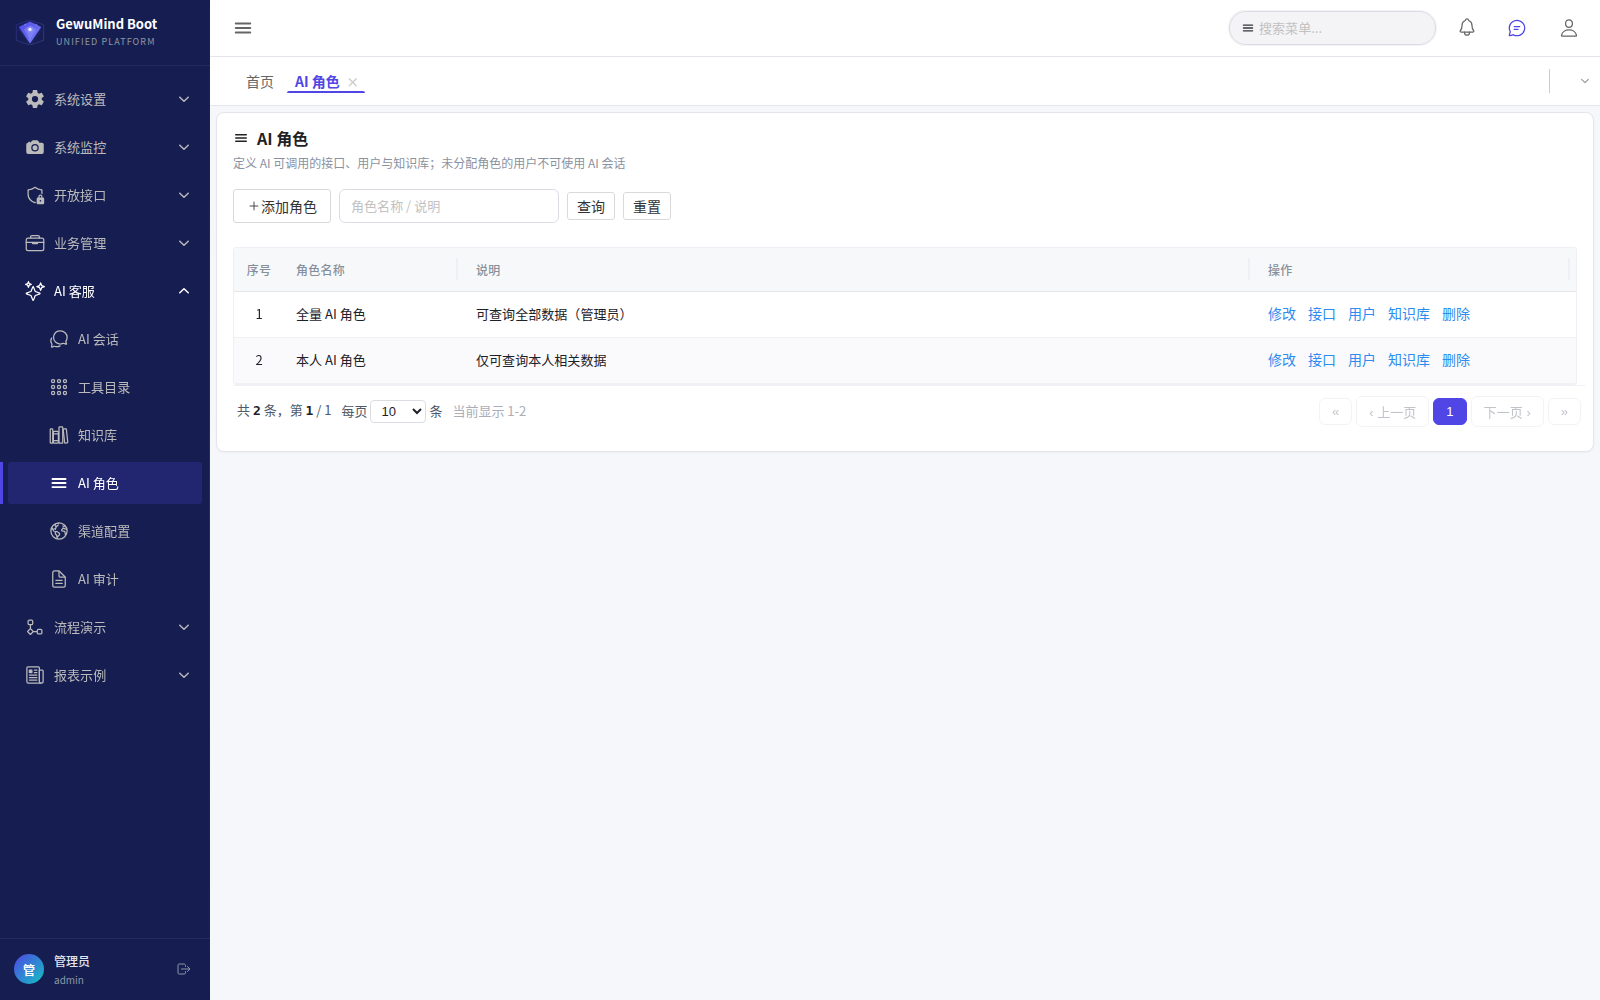 GewuMind Boot
UNIFIED PLATFORM
系统设置
系统监控
开放接口
业务管理
AI 客服
AI 会话
工具目录
知识库
AI 角色
渠道配置
AI 审计
流程演示
报表示例
管
管理员
admin
搜索菜单...
首页 AI 角色
AI 角色
定义 AI 可调用的接口、用户与知识库；未分配角色的用户不可使用 AI 会话
+添加角色 角色名称 / 说明 查询 重置
序号 角色名称 说明 操作
1 全量 AI 角色 可查询全部数据（管理员） 修改 接口 用户 知识库 删除
2 本人 AI 角色 仅可查询本人相关数据 修改 接口 用户 知识库 删除
共 2 条，第 1 / 1 每页 10 条 当前显示 1-2 « ‹ 上一页 1 下一页 › »